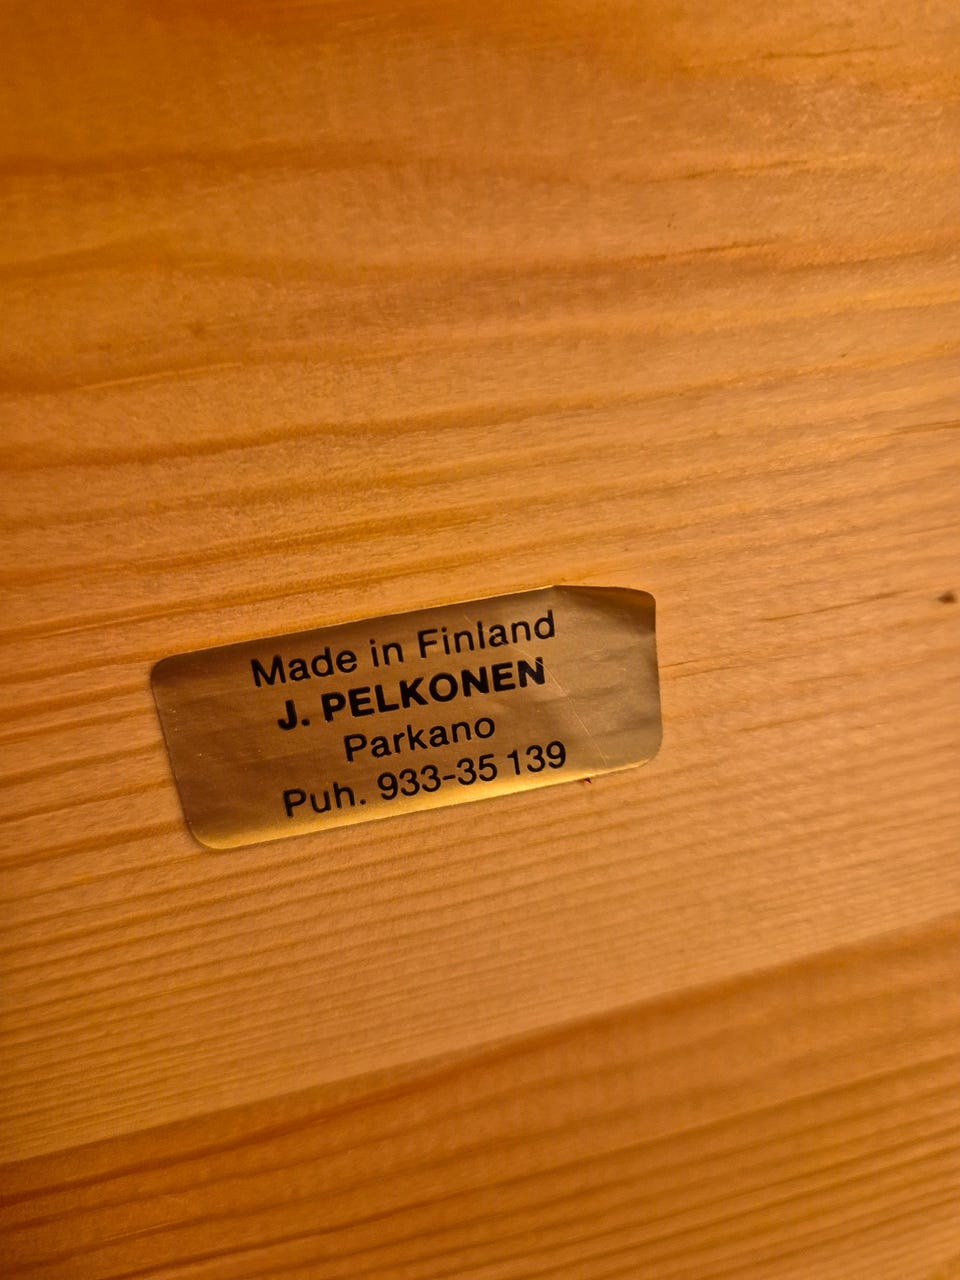 Made in Finland
J. PELKONEN
Parkano
Puh. 933-35 139